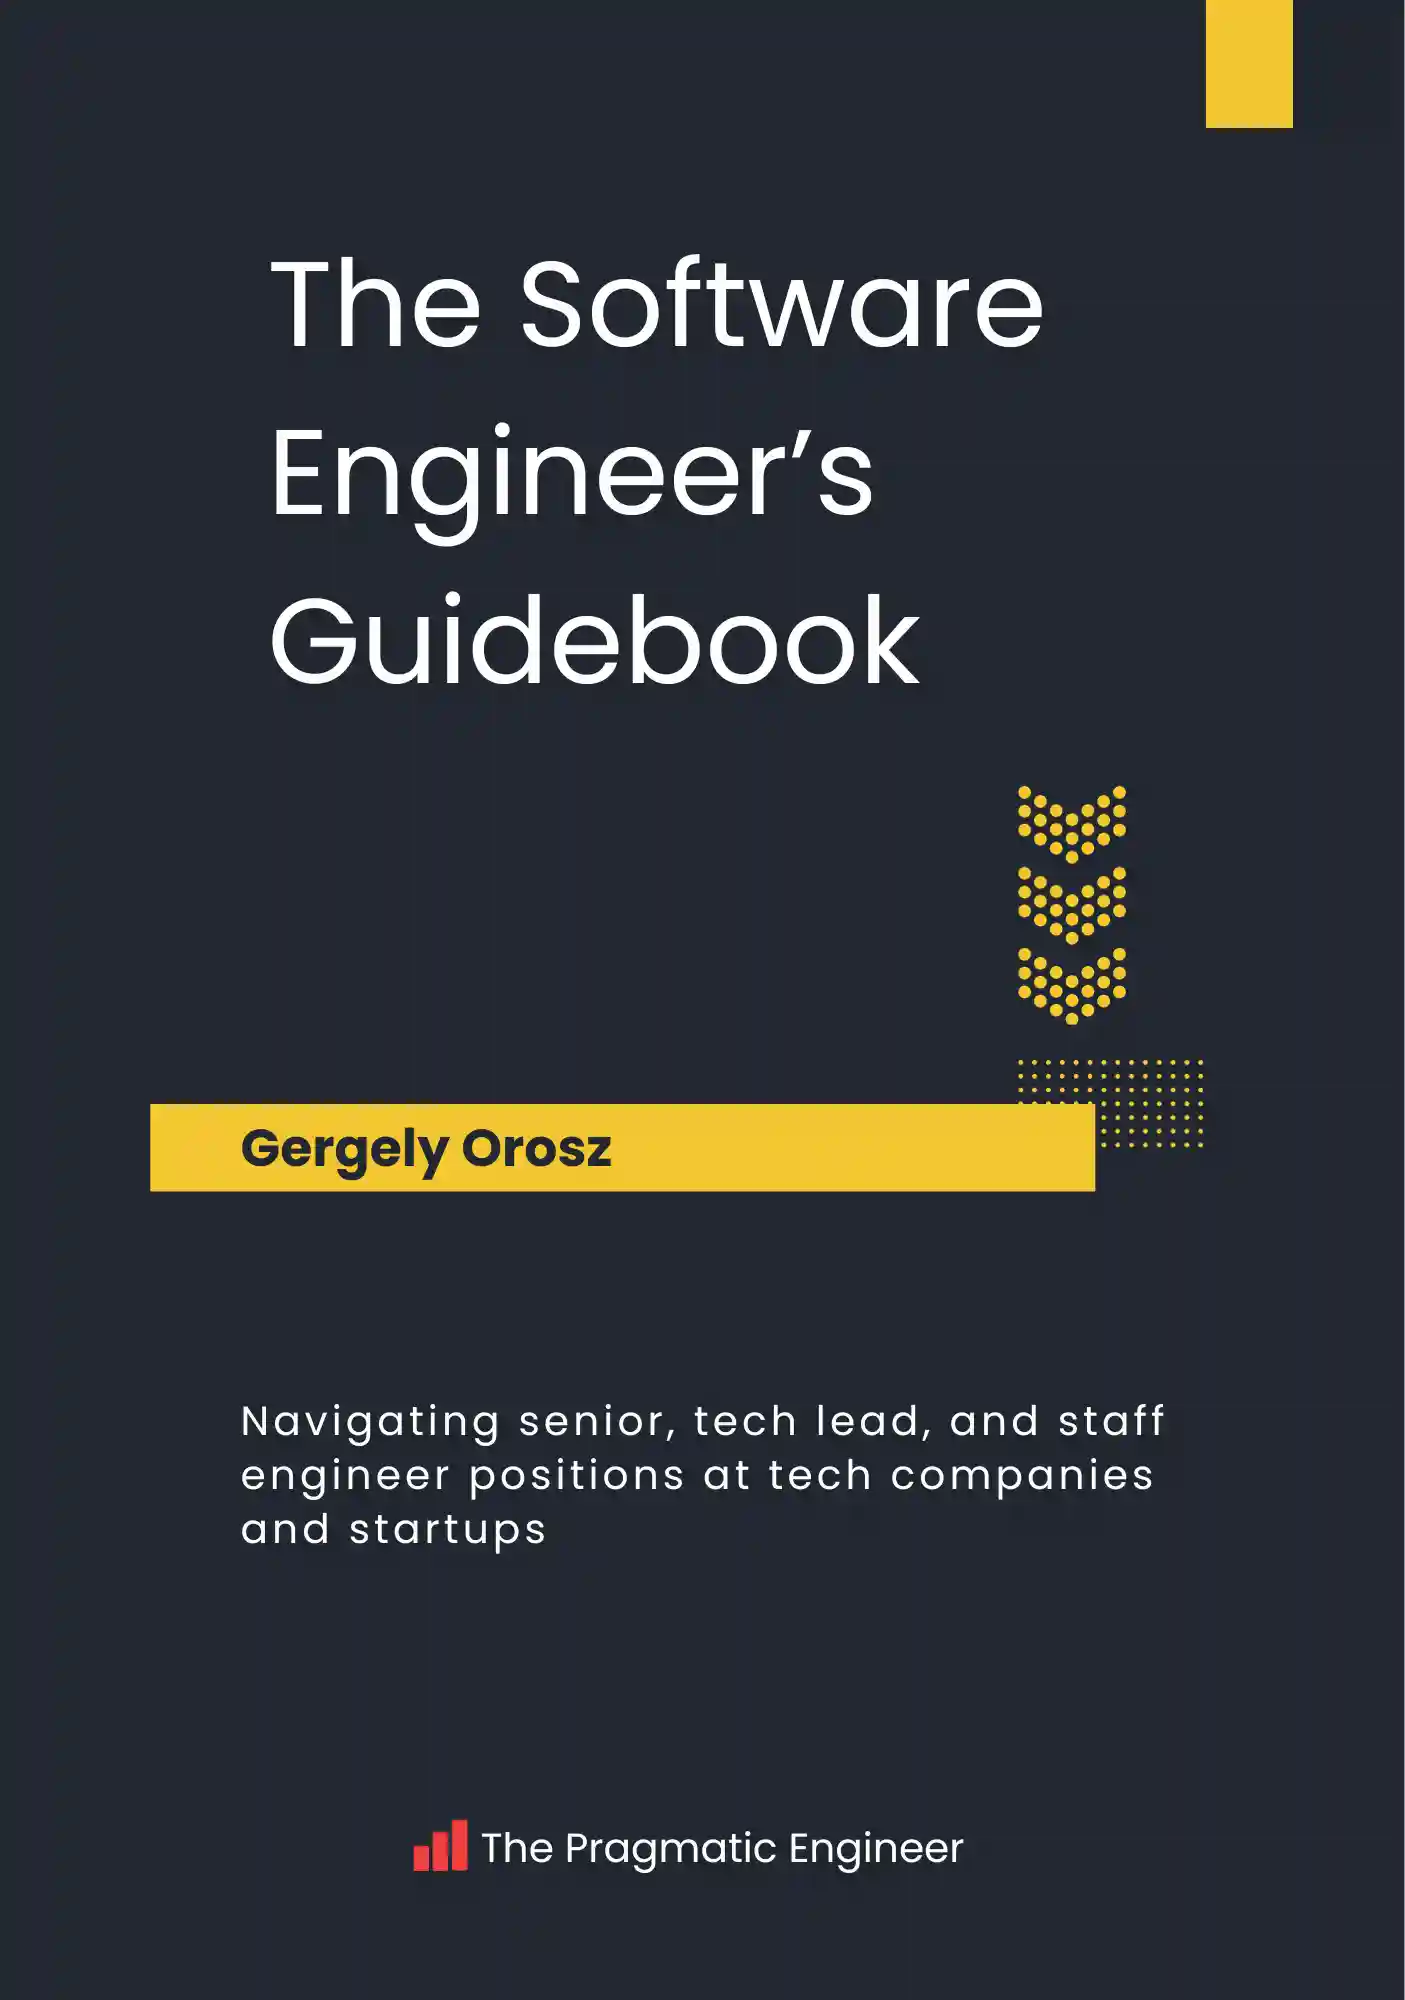 The Software
Engineer’s
Guidebook
Gergely Orosz
Navigating senior, tech lead, and staff
engineer positions at tech companies
and startups
The Pragmatic Engineer